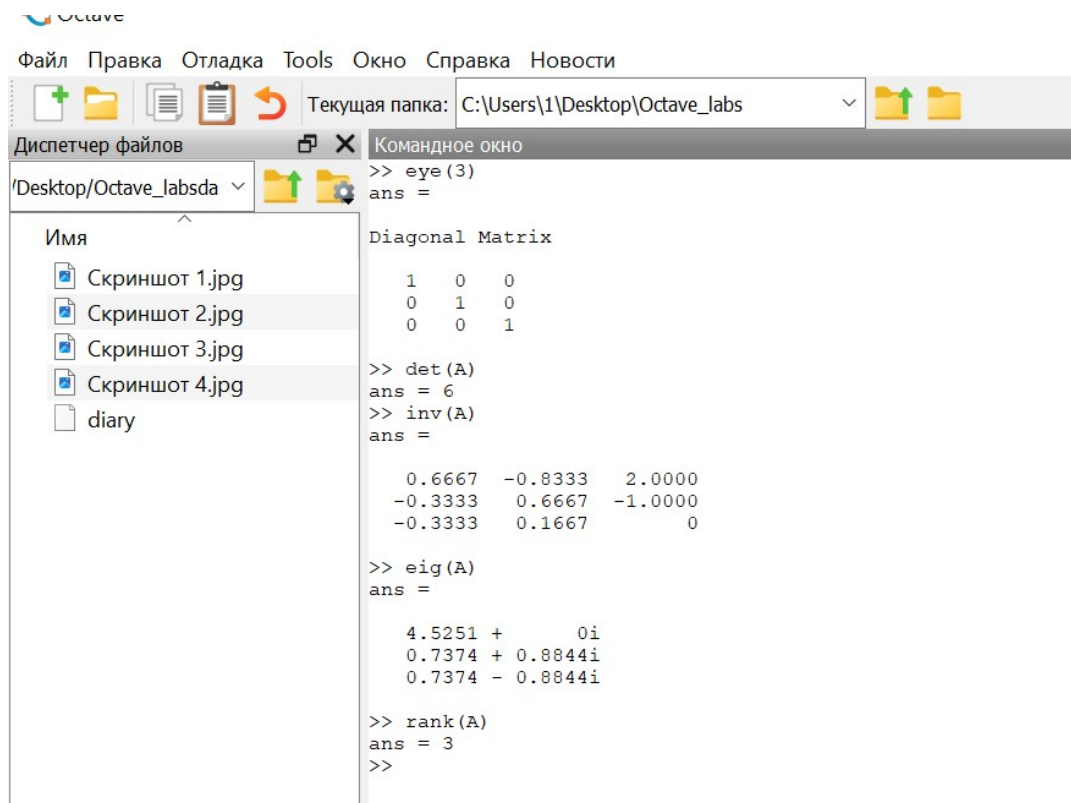 Octave
Файл Правка Отладка Tools Окно Справка Новости
Текущая папка: C:\Users\1\Desktop\Octave_labs
Диспетчер файлов
Командное окно
/Desktop/Octave_labsda
Имя
Скриншот 1.jpg
Скриншот 2.jpg
Скриншот 3.jpg
Скриншот 4.jpg
diary
>> eye(3)
ans =
Diagonal Matrix
1 0 0
0 1 0
0 0 1
>> det(A)
ans = 6
>> inv(A)
ans =
0.6667 -0.8333 2.0000
-0.3333 0.6667 -1.0000
-0.3333 0.1667 0
>> eig(A)
ans =
4.5251 + 0i
0.7374 + 0.8844i
0.7374 - 0.8844i
>> rank(A)
ans = 3
>>